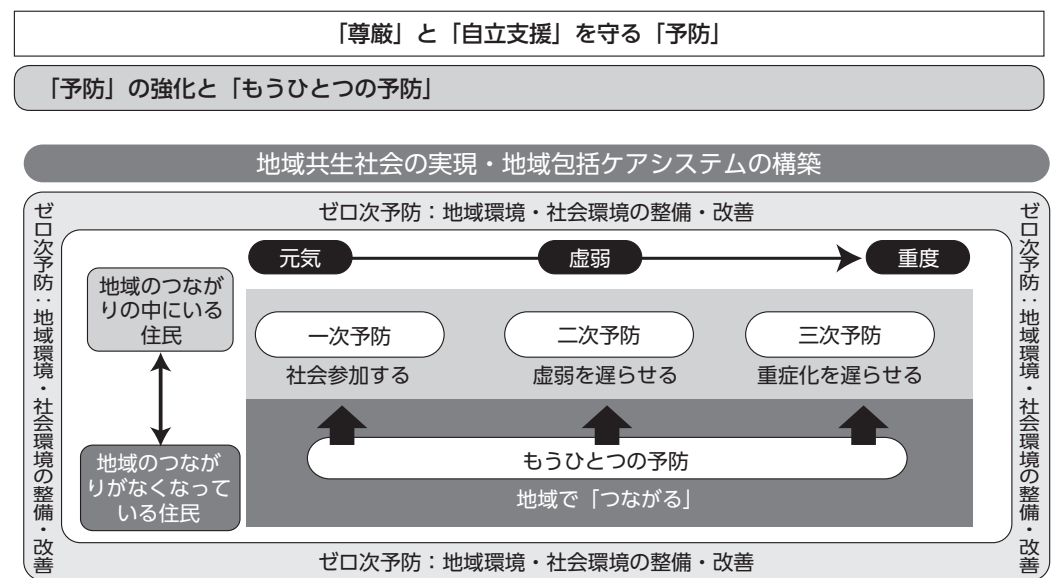 「尊厳」と「自立支援」を守る「予防」
「予防」の強化と「もうひとつの予防」
地域共生社会の実現・地域包括ケアシステムの構築
ゼロ次予防：地域環境・社会環境の整備・改善
ゼロ次予防：地域環境・社会環境の整備・改善
元気
虚弱
重度
地域のつなが
りの中にいる
住民
一次予防
二次予防
三次予防
社会参加する
虚弱を遅らせる
重症化を遅らせる
地域のつなが
りがなくなって
いる住民
もうひとつの予防
地域で「つながる」
ゼロ次予防：地域環境・社会環境の整備・改善
ゼロ次予防：地域環境・社会環境の整備・改善